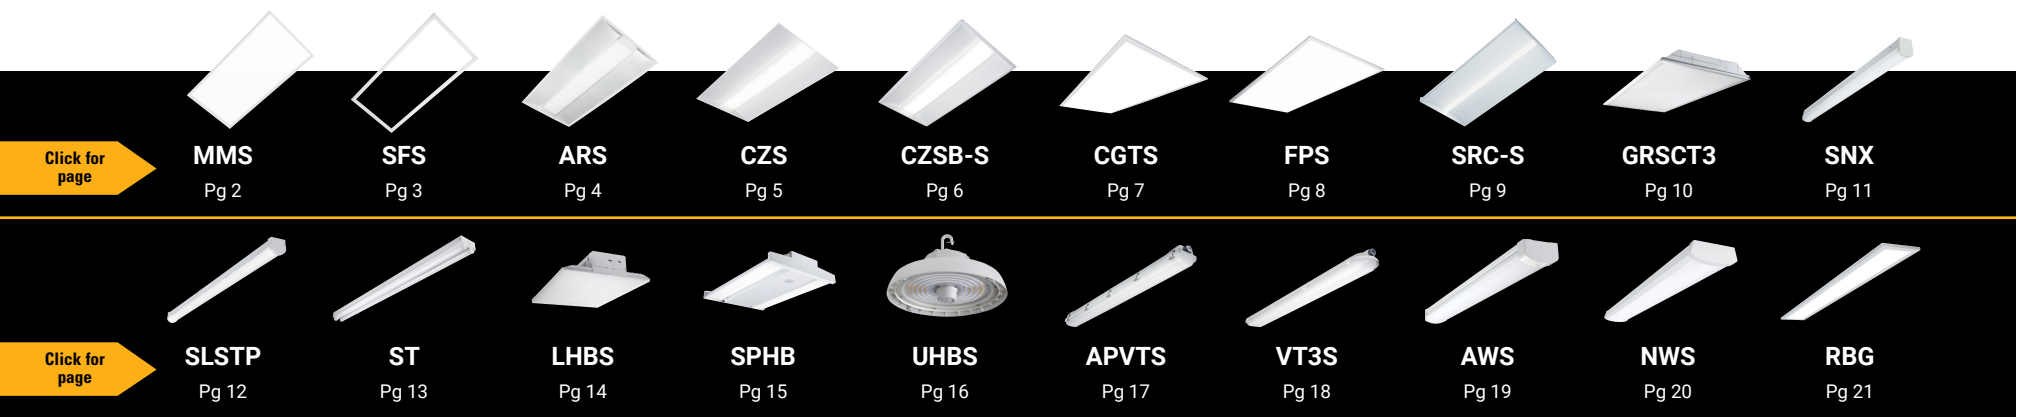 Click for
page
MMS SFS ARS CZS CZSB-S CGTS FPS SRC-S GRSCT3 SNX
Pg 2 Pg 3 Pg 4 Pg 5 Pg 6 Pg 7 Pg 8 Pg 9 Pg 10 Pg 11
Click for
page
SLSTP ST LHBS SPHB UHBS APVTS VT3S AWS NWS RBG
Pg 12 Pg 13 Pg 14 Pg 15 Pg 16 Pg 17 Pg 18 Pg 19 Pg 20 Pg 21